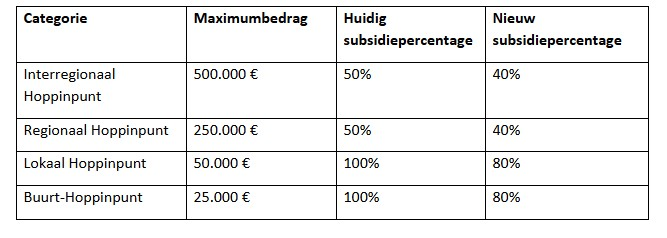 Categorie Maximumbedrag Huidig subsidiepercentage Nieuw subsidiepercentage
Interregionaal Hoppinpunt 500.000 € 50% 40%
Regionaal Hoppinpunt 250.000 € 50% 40%
Lokaal Hoppinpunt 50.000 € 100% 80%
Buurt-Hoppinpunt 25.000 € 100% 80%